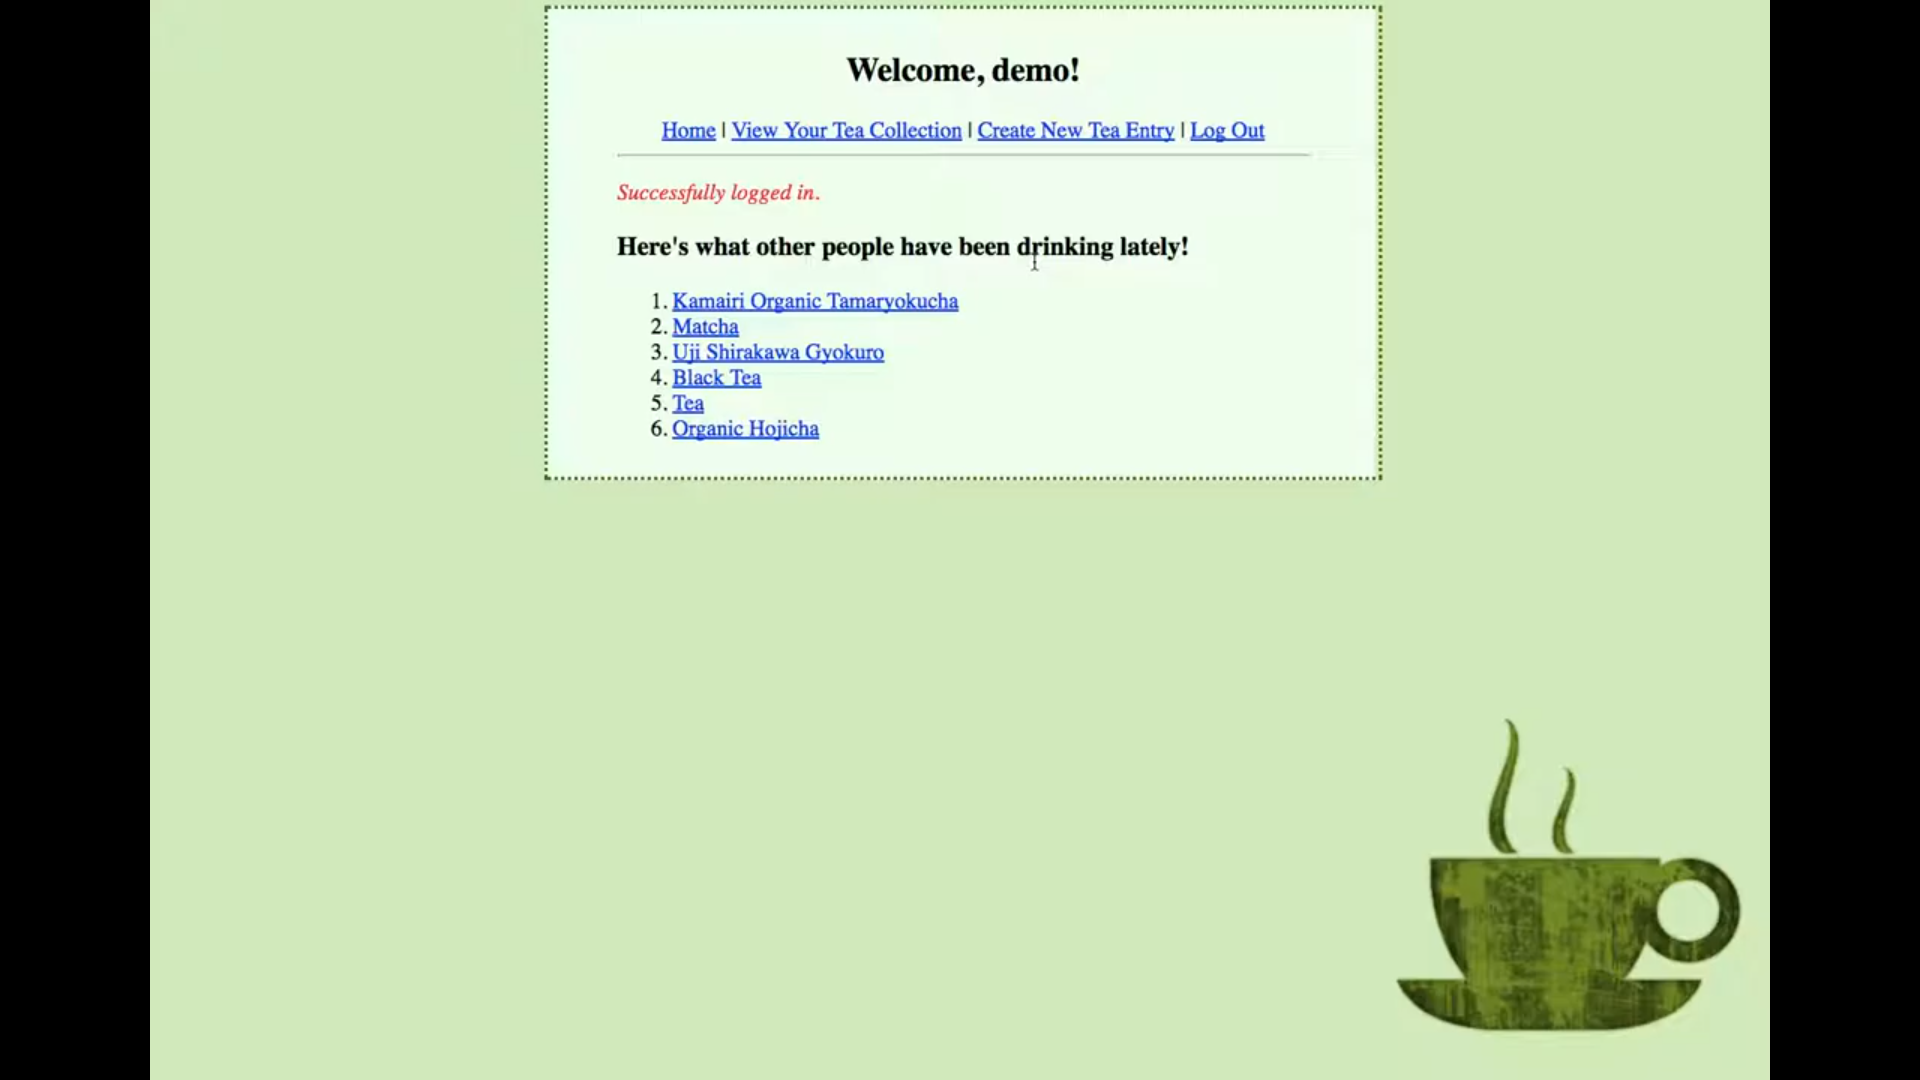 Welcome, demo!
Home | View Your Tea Collection | Create New Tea Entry | Log Out
Successfully logged in.
Here's what other people have been drinking lately!
1. Kamairi Organic Tamaryokucha
2. Matcha
3. Uji Shirakawa Gyokuro
4. Black Tea
5. Tea
6. Organic Hojicha